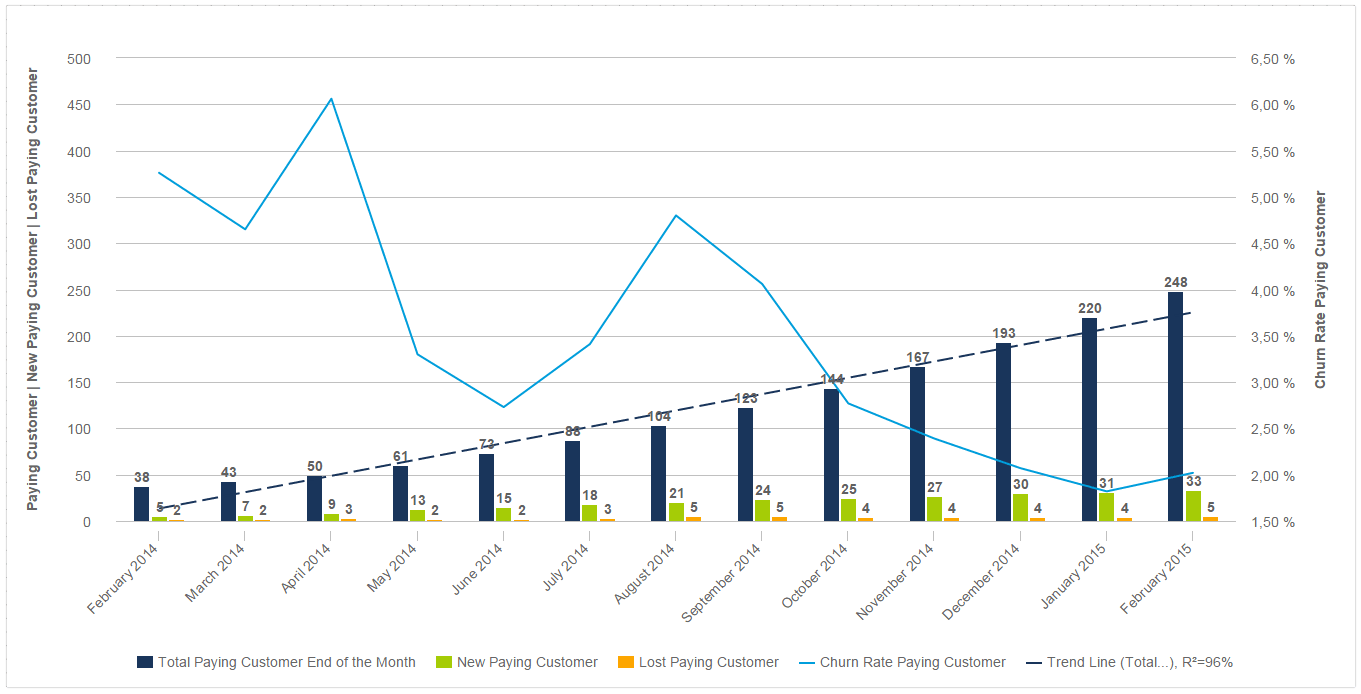 Paying Customer | New Paying Customer | Lost Paying Customer
500
450
400
350
300
250
200
150
100
50
0
6,50 %
6,00 %
5,50 %
5,00 %
4,50 %
4,00 %
3,50 %
3,00 %
2,50 %
2,00 %
1,50 %
Churn Rate Paying Customer
38 5 2
43 7 2
50 9 3
61 13 2
73 15 2
88 18 3
104 21 5
123 24 5
144 25 4
167 27 4
193 30 4
220 31 4
248 33 5
February 2014
March 2014
April 2014
May 2014
June 2014
July 2014
August 2014
September 2014
October 2014
November 2014
December 2014
January 2015
February 2015
Total Paying Customer End of the Month New Paying Customer Lost Paying Customer Churn Rate Paying Customer Trend Line (Total...), R²=96%